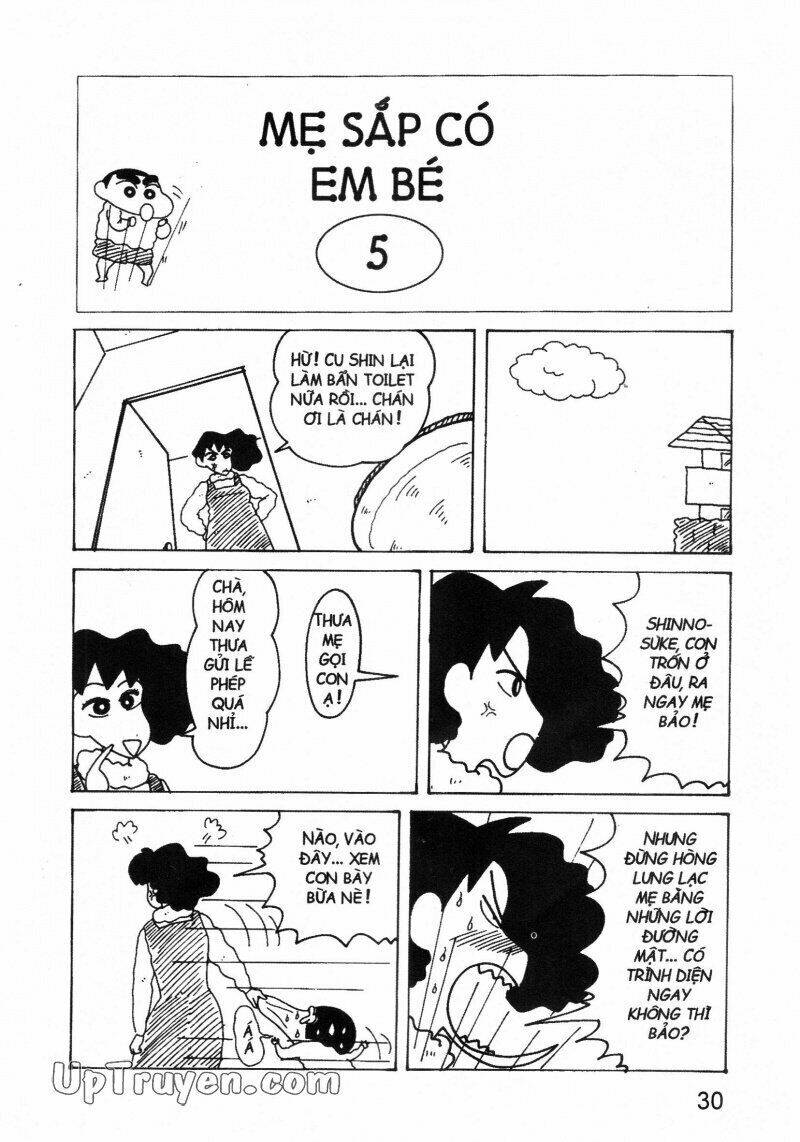 MẸ SẮP CÓ
EM BÉ
5
HỪ! CU SHIN LẠI
LÀM BẨN TOILET
NỮA RỒI... CHÁN
ƠI LÀ CHÁN!
SHINNO-
SUKE, CON
TRỐN Ở
ĐÂU, RA
NGAY MẸ
BẢO!
THƯA
MẸ
GỌI
CON
Ạ!
CHÀ,
HÔM
NAY
THƯA
GỬI LỄ
PHÉP
QUÁ
NHỈ...
NHƯNG
ĐỪNG HÒNG
LUNG LẠC
MẸ BẰNG
NHỮNG LỜI
ĐƯỜNG
MẬT... CÓ
TRÌNH DIỆN
NGAY
KHÔNG THÌ
BẢO?
NÀO, VÀO
ĐÂY... XEM
CON BÀY
BỪA NÈ!
Á
Á
UpTruyen.com
30